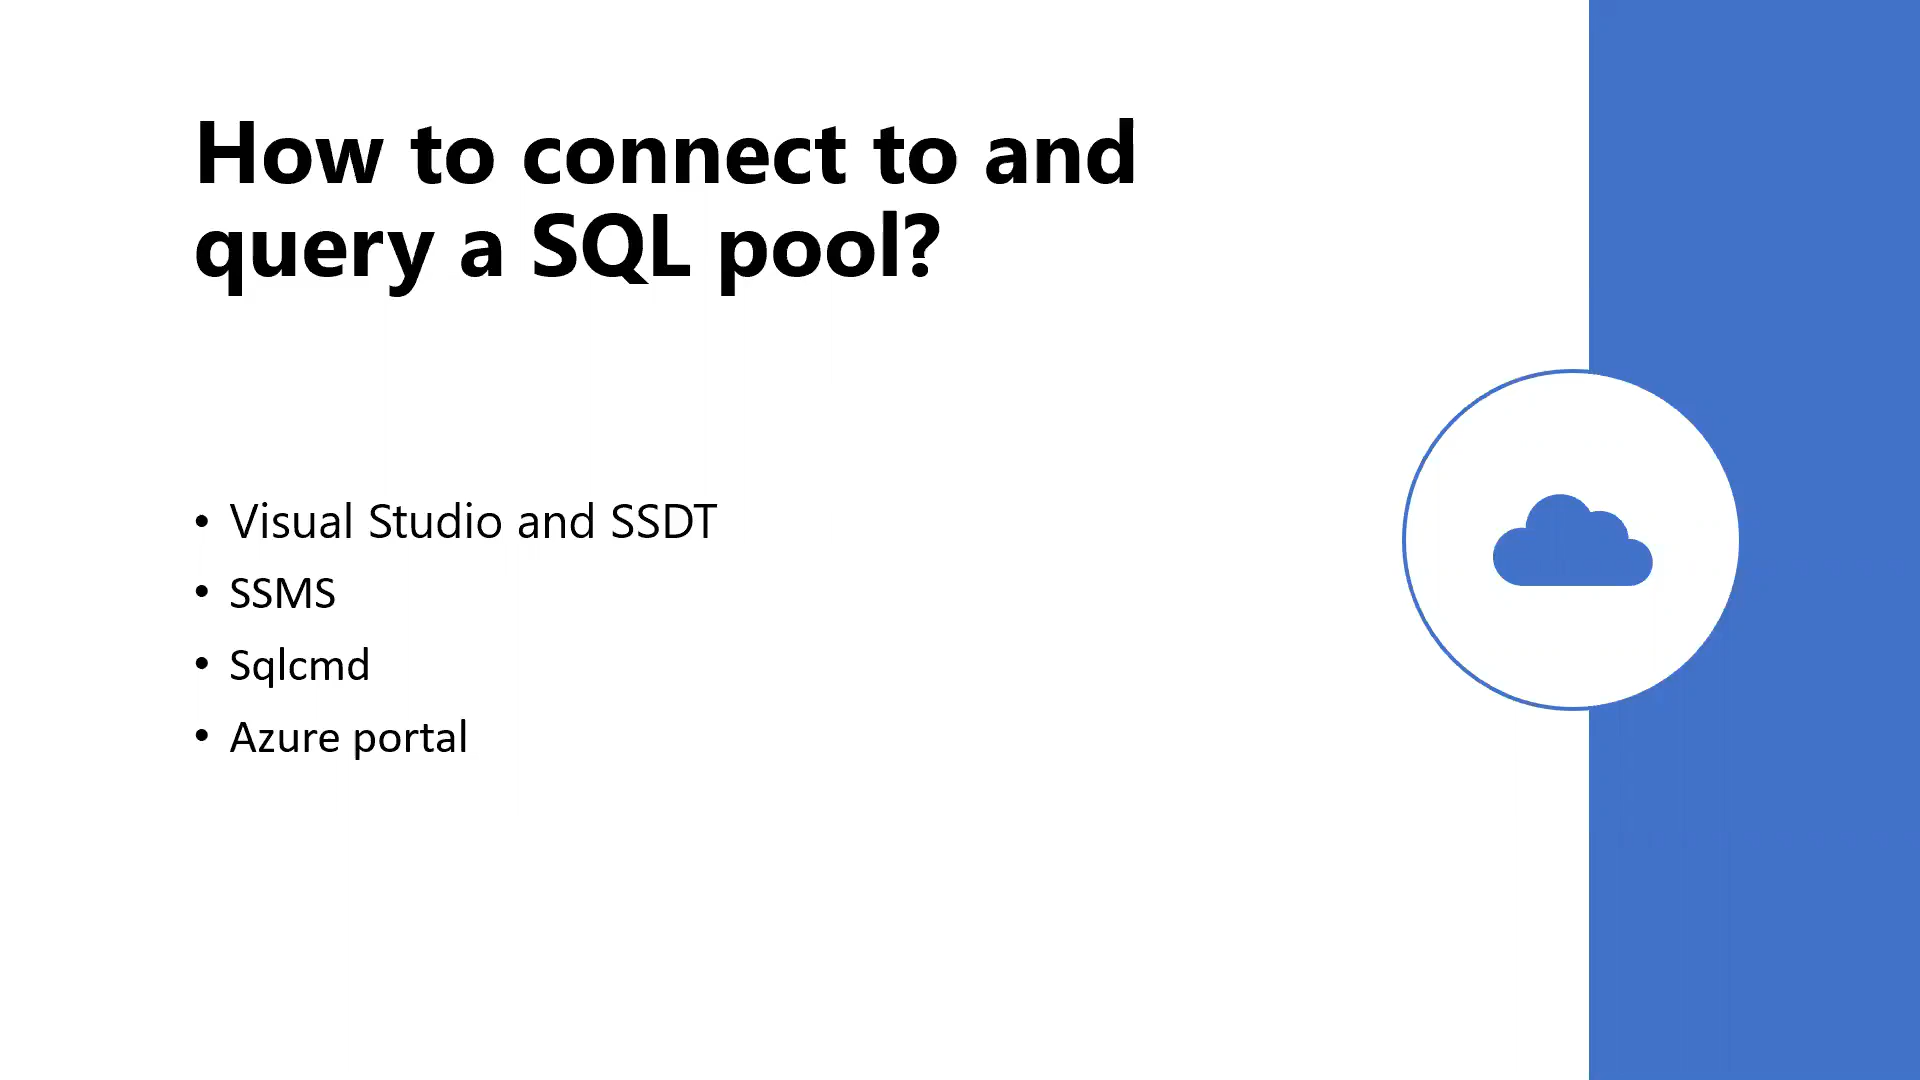 How to connect to and
query a SQL pool?
• Visual Studio and SSDT
• SSMS
• Sqlcmd
• Azure portal